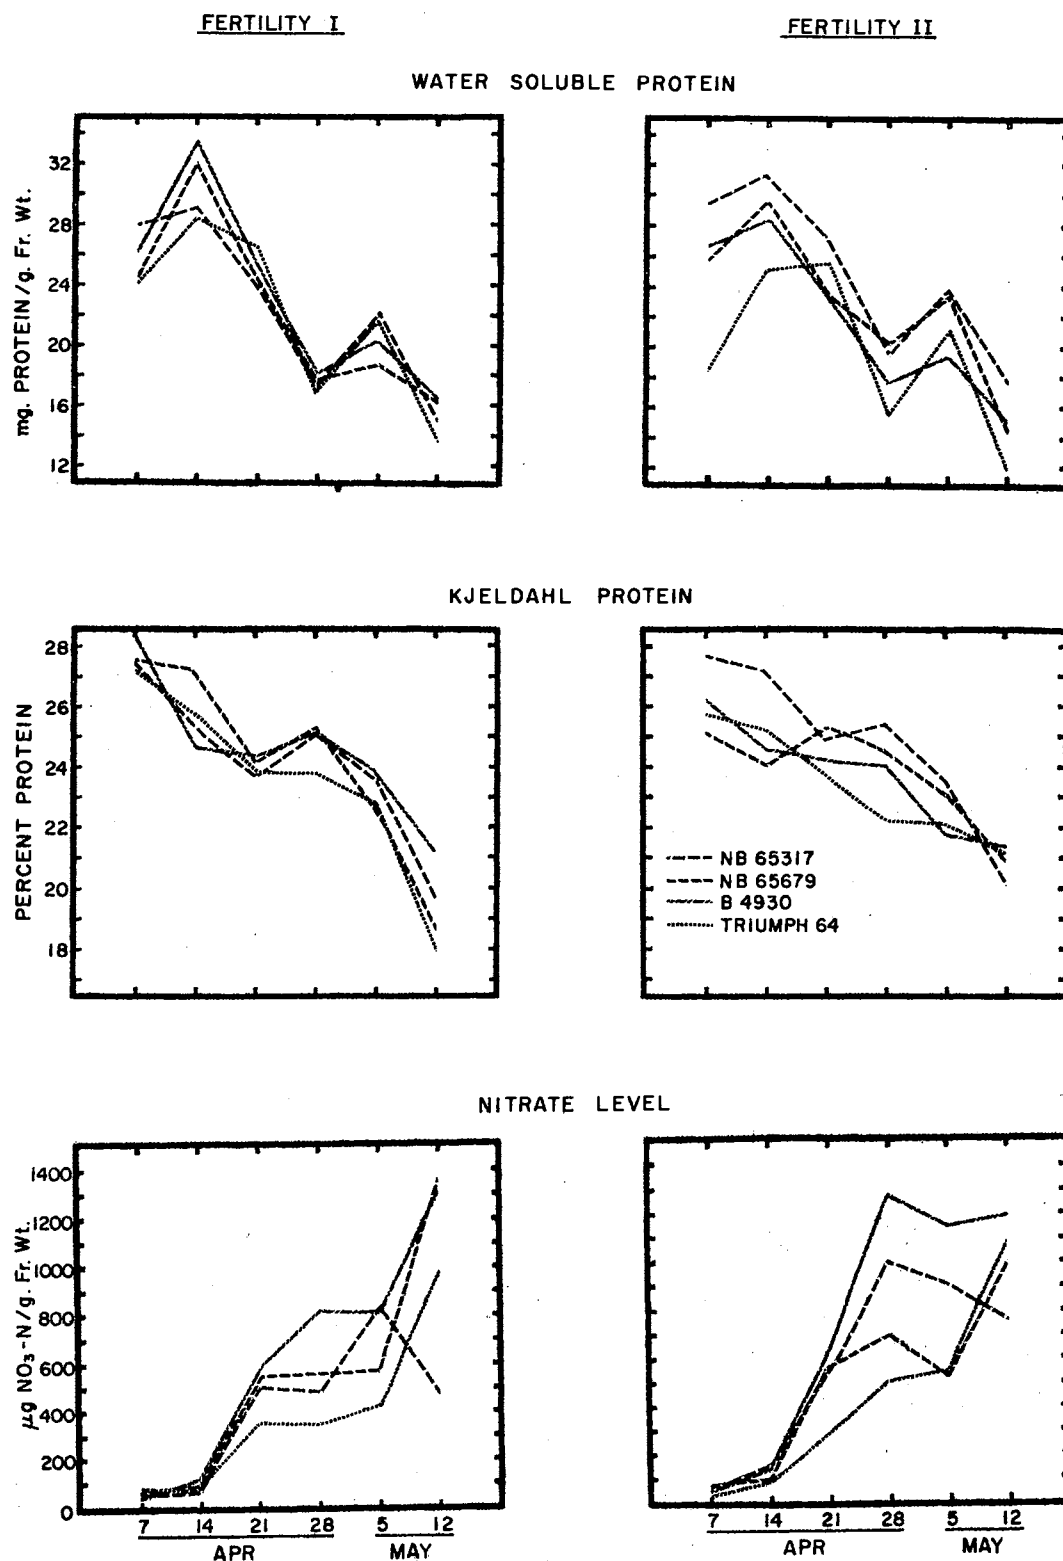 FERTILITY I
FERTILITY II
WATER SOLUBLE PROTEIN
mg. PROTEIN/g. Fr. Wt.
32
28
24
20
16
12
KJELDAHL PROTEIN
PERCENT PROTEIN
28
26
24
22
20
18
NB 65317
NB 65679
B 4930
TRIUMPH 64
NITRATE LEVEL
µg NO₃-N/g. Fr. Wt.
1400
1200
1000
800
600
400
200
0
7 14 21 28 5 12
APR MAY
7 14 21 28 5 12
APR MAY